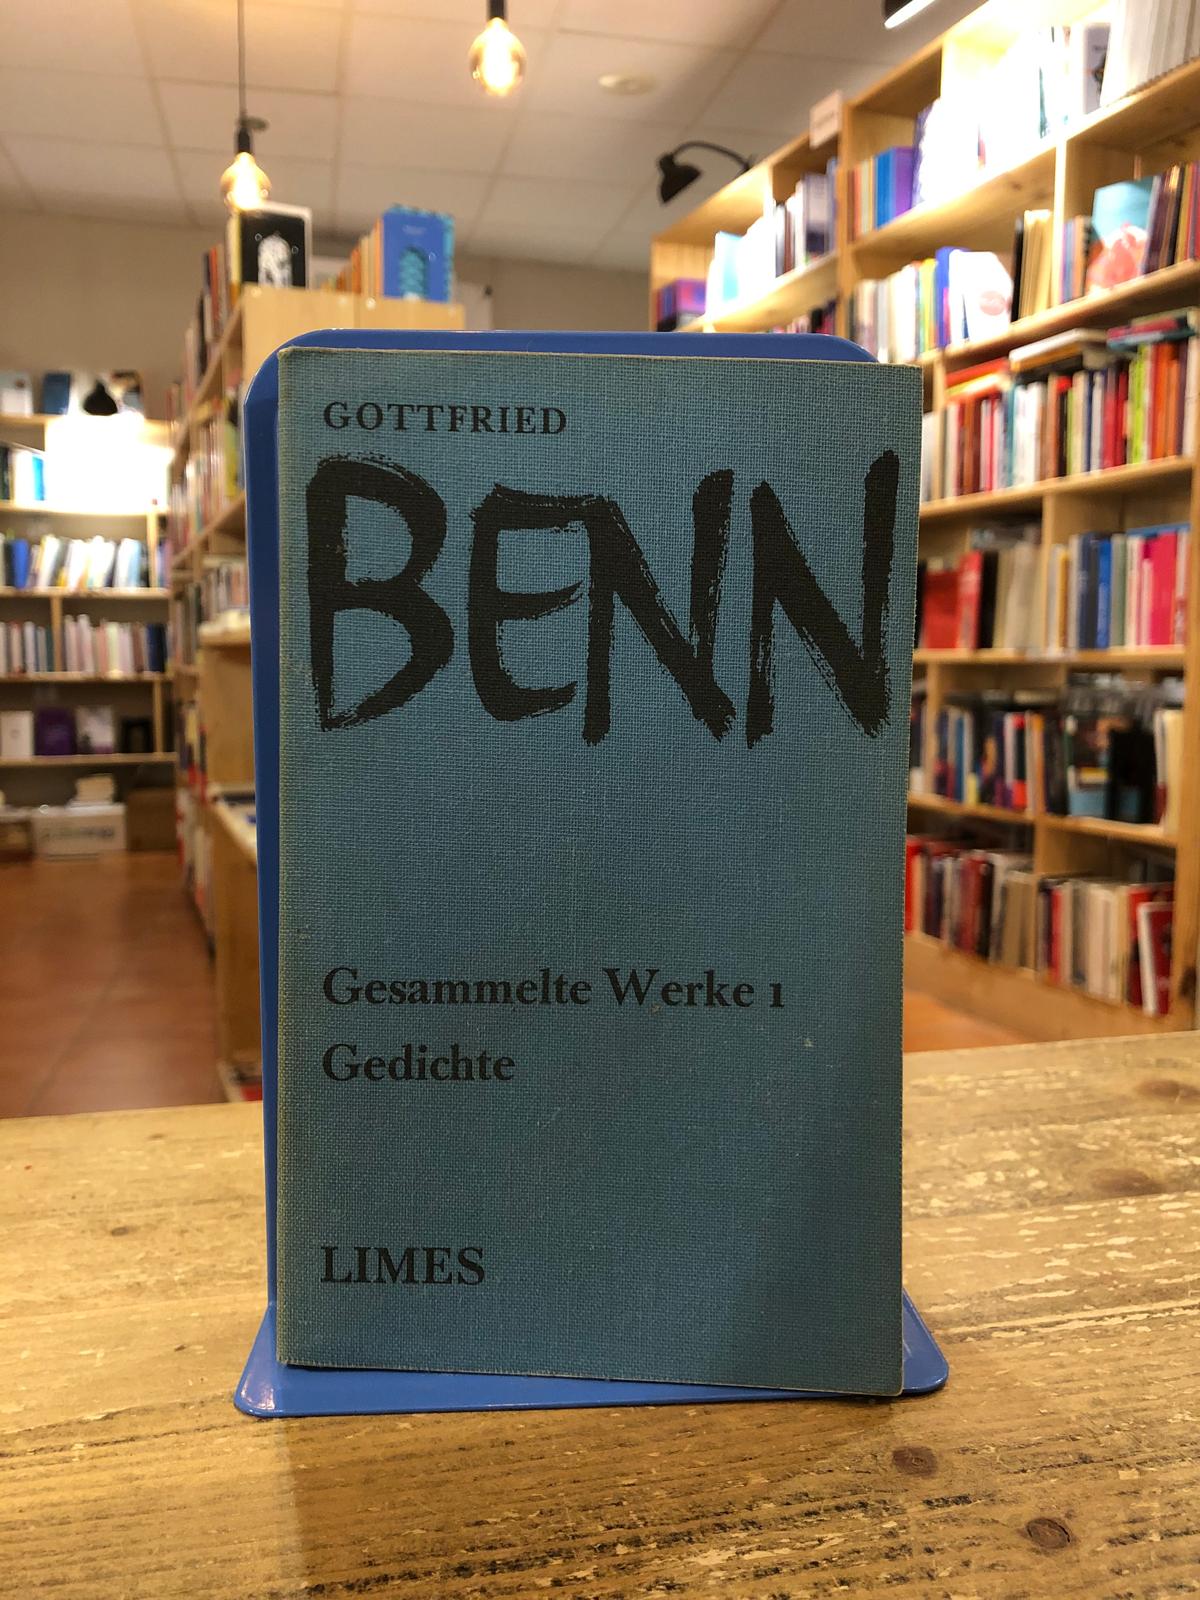 GOTTFRIED
BENN
Gesammelte Werke 1
Gedichte
LIMES